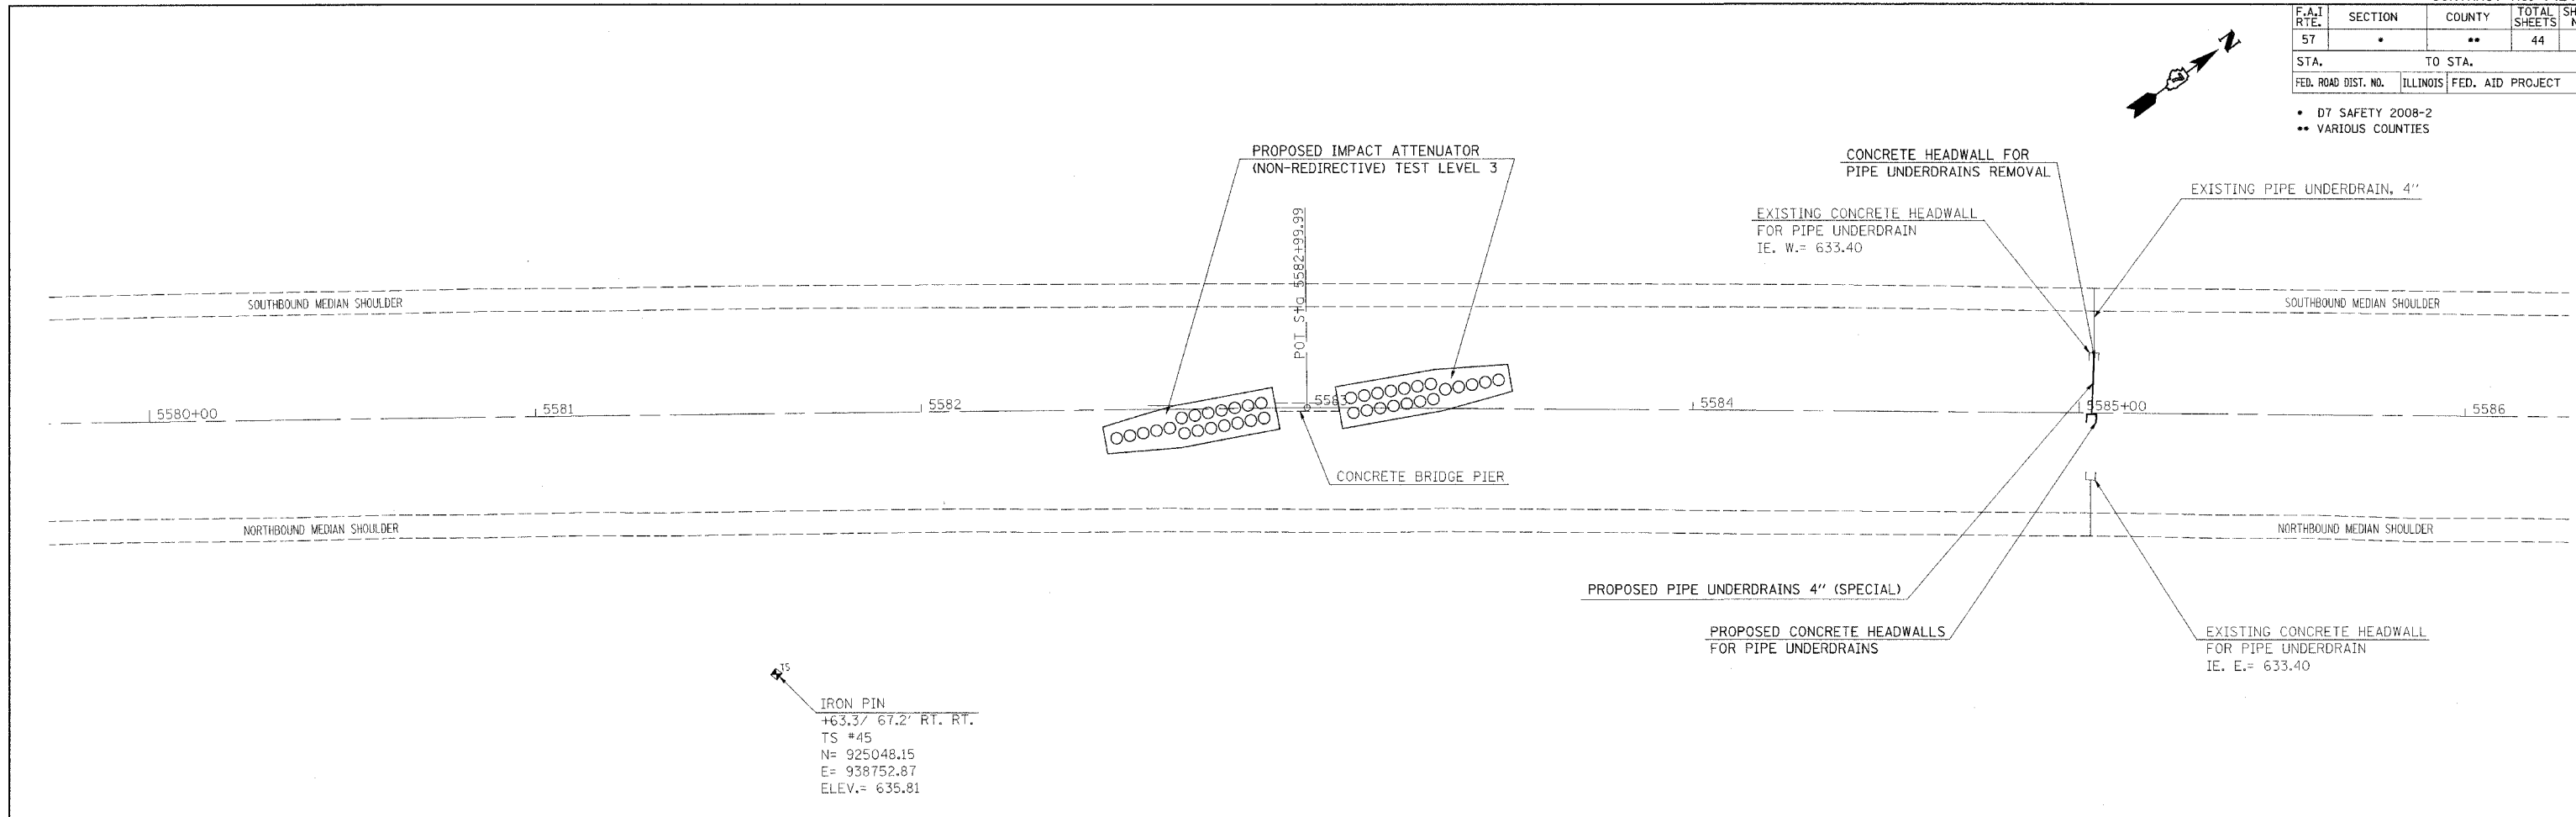 F.A.I RTE. SECTION COUNTY TOTAL SHEETS
57 • •• 44
STA. TO STA.
FED. ROAD DIST. NO. ILLINOIS FED. AID PROJECT
• D7 SAFETY 2008-2
•• VARIOUS COUNTIES
N
PROPOSED IMPACT ATTENUATOR
(NON-REDIRECTIVE) TEST LEVEL 3
CONCRETE HEADWALL FOR
PIPE UNDERDRAINS REMOVAL
EXISTING PIPE UNDERDRAIN, 4"
EXISTING CONCRETE HEADWALL
FOR PIPE UNDERDRAIN
IE. W.= 633.40
POT Sta 5582+99.99
SOUTHBOUND MEDIAN SHOULDER
SOUTHBOUND MEDIAN SHOULDER
5580+00
5581
5582
5583
5584
5585+00
5586
CONCRETE BRIDGE PIER
NORTHBOUND MEDIAN SHOULDER
NORTHBOUND MEDIAN SHOULDER
PROPOSED PIPE UNDERDRAINS 4" (SPECIAL)
PROPOSED CONCRETE HEADWALLS
FOR PIPE UNDERDRAINS
EXISTING CONCRETE HEADWALL
FOR PIPE UNDERDRAIN
IE. E.= 633.40
TS
IRON PIN
+63.3/ 67.2' RT. RT.
TS #45
N= 925048.15
E= 938752.87
ELEV.= 635.81